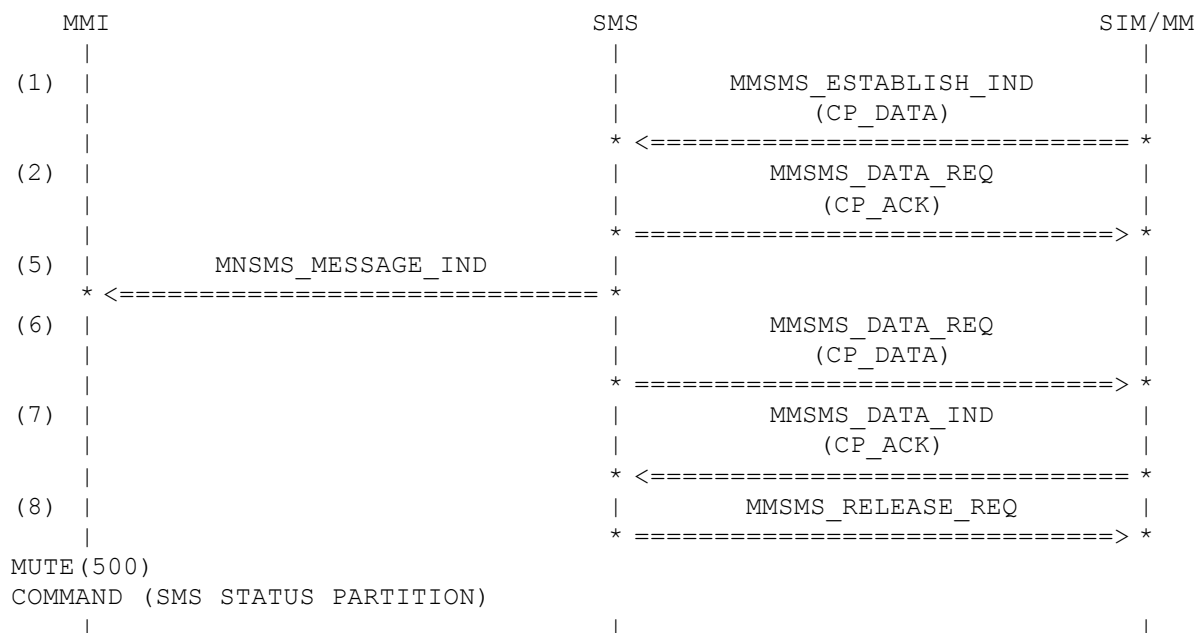 MMI SMS SIM/MM
| | |
(1) | | MMSMS_ESTABLISH_IND |
| | (CP_DATA) |
| * <============================== *
(2) | | MMSMS_DATA_REQ |
| | (CP_ACK) |
| * ==============================> *
(5) | MNSMS_MESSAGE_IND | |
* <============================== * |
(6) | | MMSMS_DATA_REQ |
| | (CP_DATA) |
| * ==============================> *
(7) | | MMSMS_DATA_IND |
| | (CP_ACK) |
| * <============================== *
(8) | | MMSMS_RELEASE_REQ |
| * ==============================> *
MUTE(500)
COMMAND (SMS STATUS PARTITION)
| | |